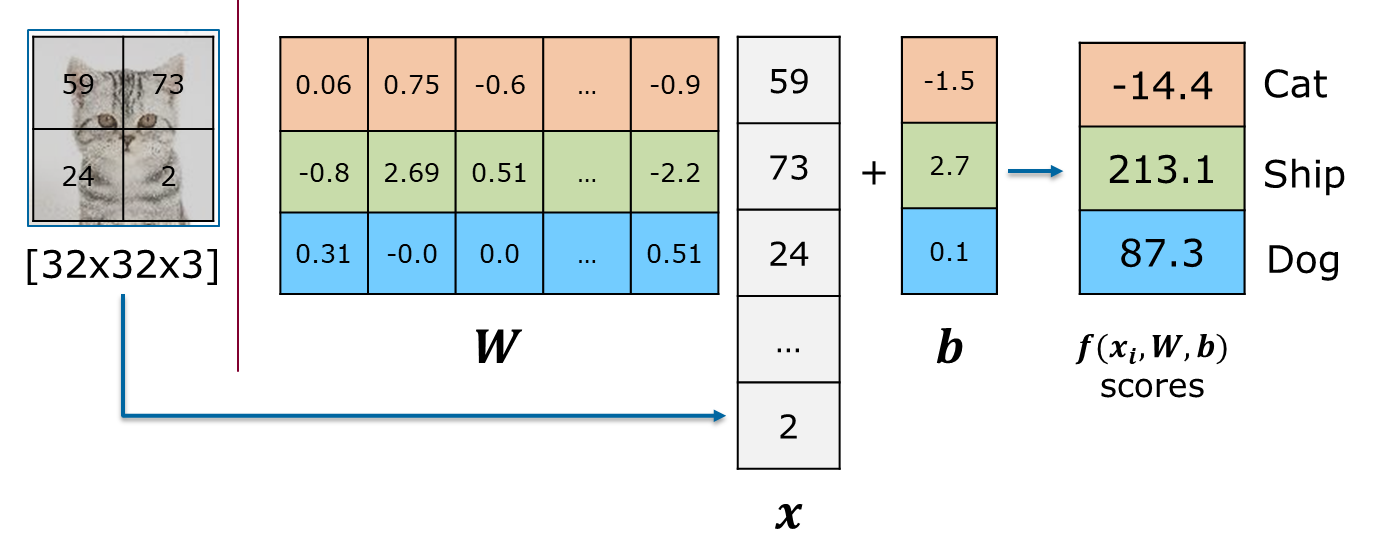 59 73
24 2
[32x32x3]
0.06 0.75 -0.6 ... -0.9
-0.8 2.69 0.51 ... -2.2
0.31 -0.0 0.0 ... 0.51
W
59
73
24
...
2
x
+
-1.5
2.7
0.1
b
-14.4 Cat
213.1 Ship
87.3 Dog
f(xᵢ, W, b)
scores